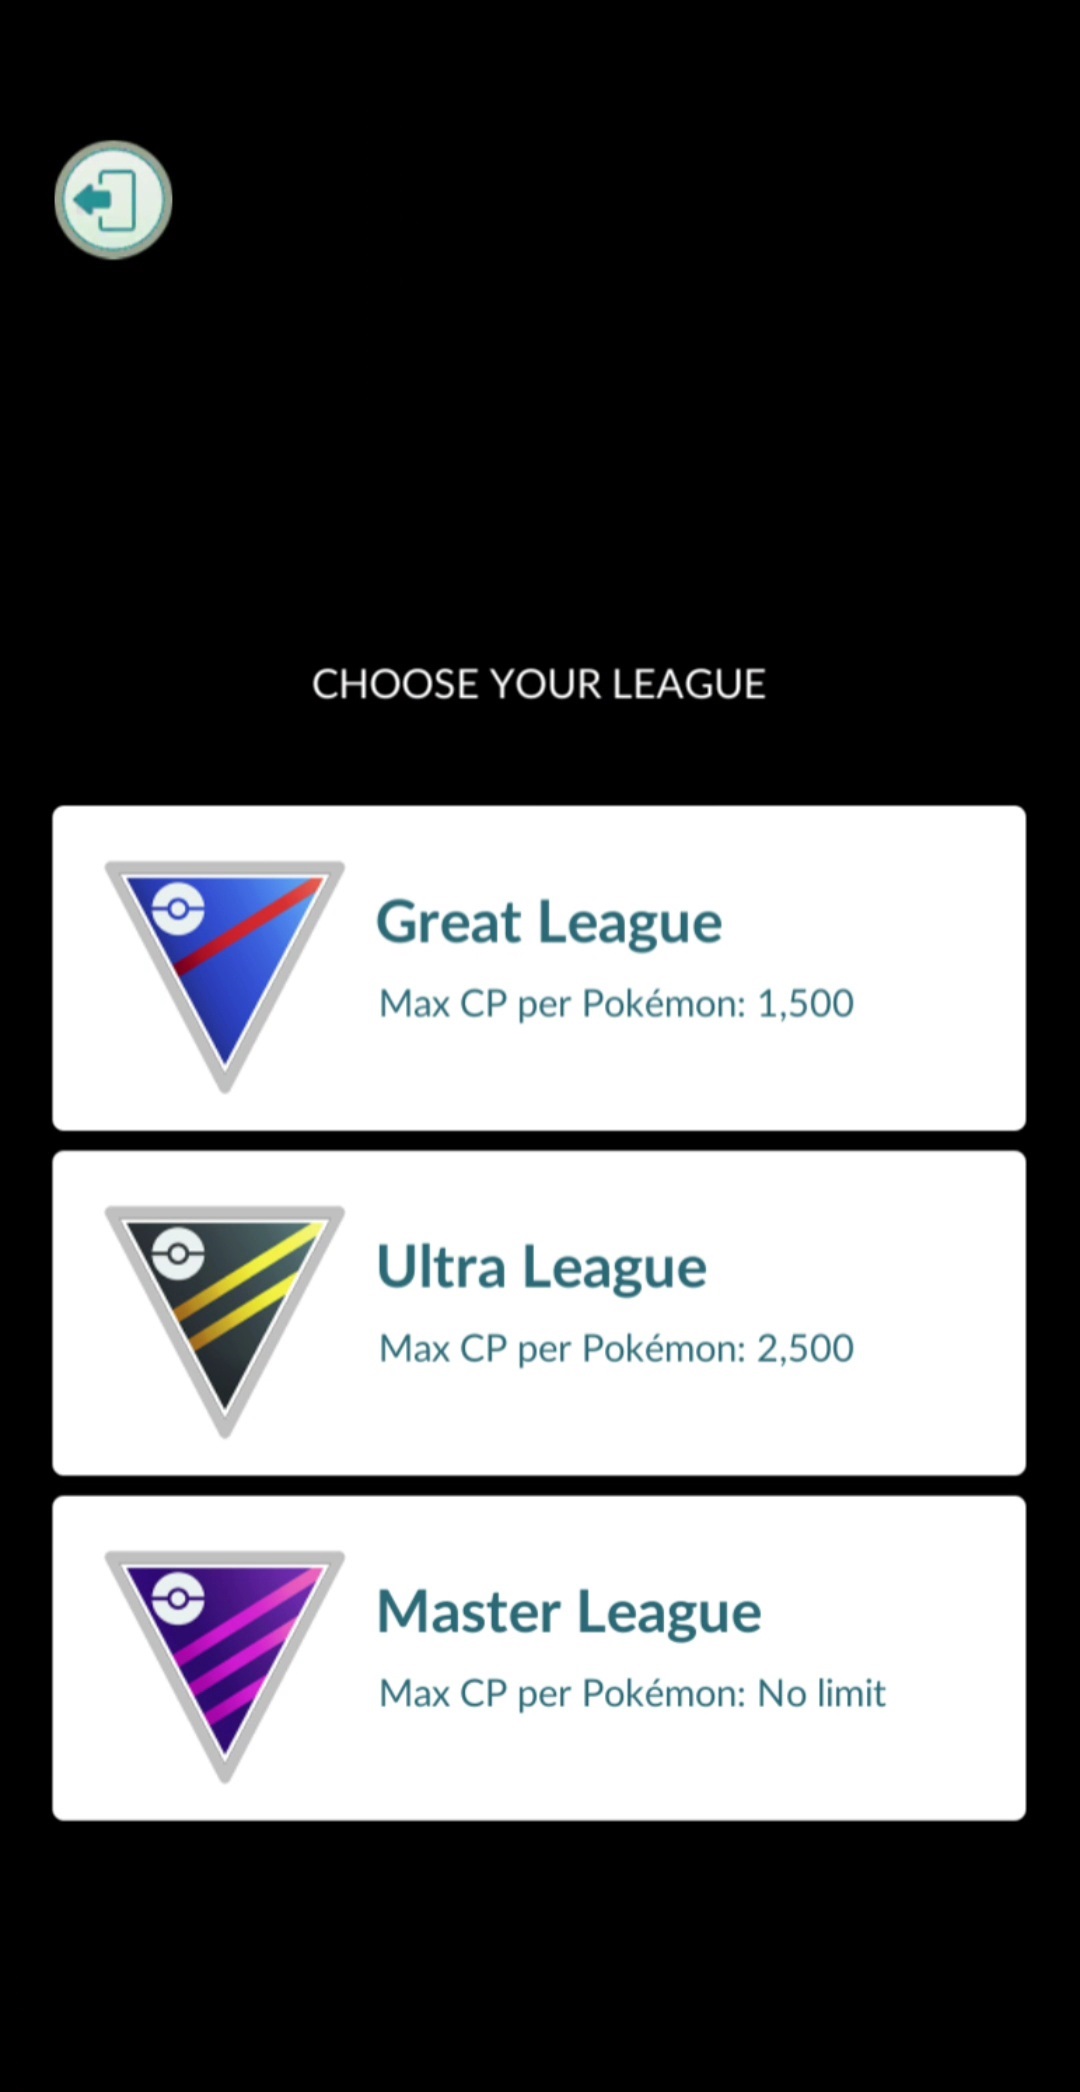 CHOOSE YOUR LEAGUE
Great League
Max CP per Pokémon: 1,500
Ultra League
Max CP per Pokémon: 2,500
Master League
Max CP per Pokémon: No limit